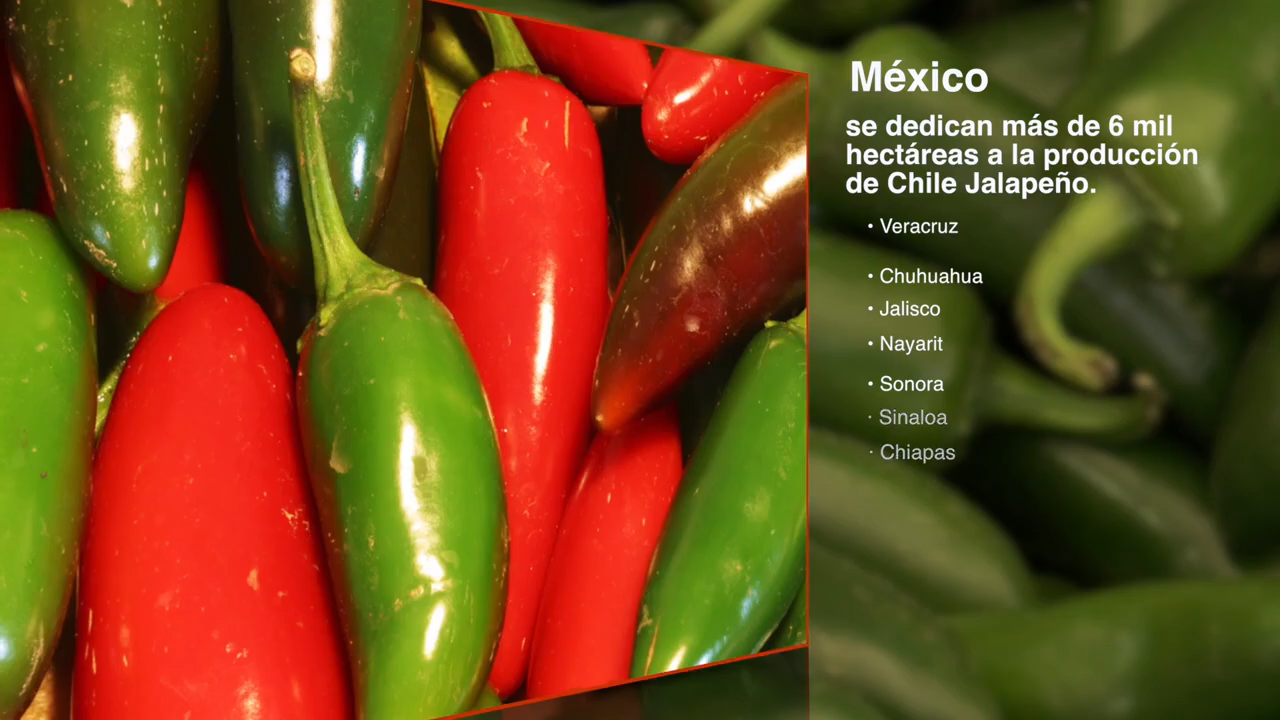 México
se dedican más de 6 mil
hectáreas a la producción
de Chile Jalapeño.
• Veracruz
• Chuhuahua
• Jalisco
• Nayarit
• Sonora
• Sinaloa
• Chiapas